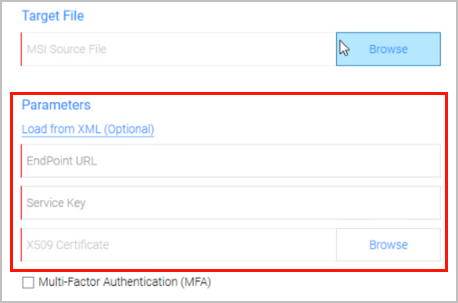 Target File
MSI Source File
Browse
Parameters
Load from XML (Optional)
EndPoint URL
Service Key
X509 Certificate
Browse
Multi-Factor Authentication (MFA)